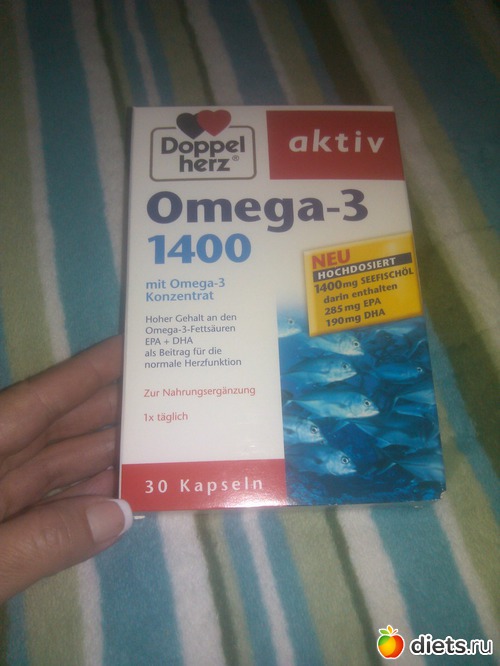 Doppel
herz®
aktiv
Omega-3
1400
mit Omega-3
Konzentrat
Hoher Gehalt an den
Omega-3-Fettsäuren
EPA + DHA
als Beitrag für die
normale Herzfunktion
Zur Nahrungsergänzung
1x täglich
NEU
HOCHDOSIERT
1400mg SEEFISCHÖL
darin enthalten
285mg EPA
190mg DHA
30 Kapseln
diets.ru